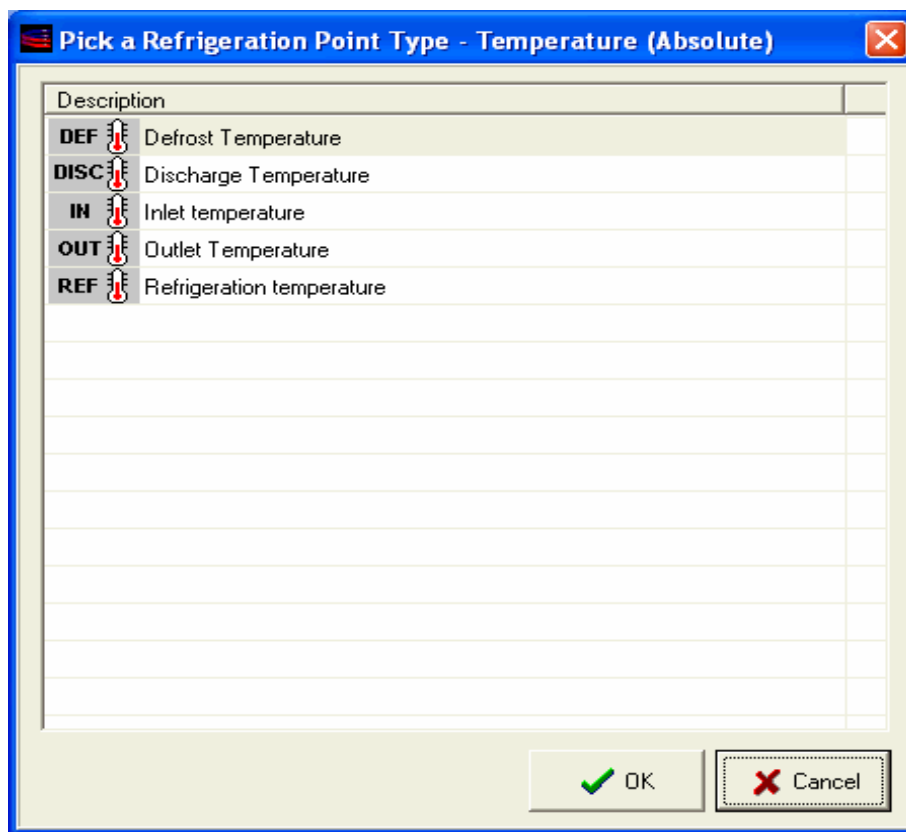 Pick a Refrigeration Point Type - Temperature (Absolute)
Description
DEF Defrost Temperature
DISC Discharge Temperature
IN Inlet temperature
OUT Outlet Temperature
REF Refrigeration temperature
OK Cancel